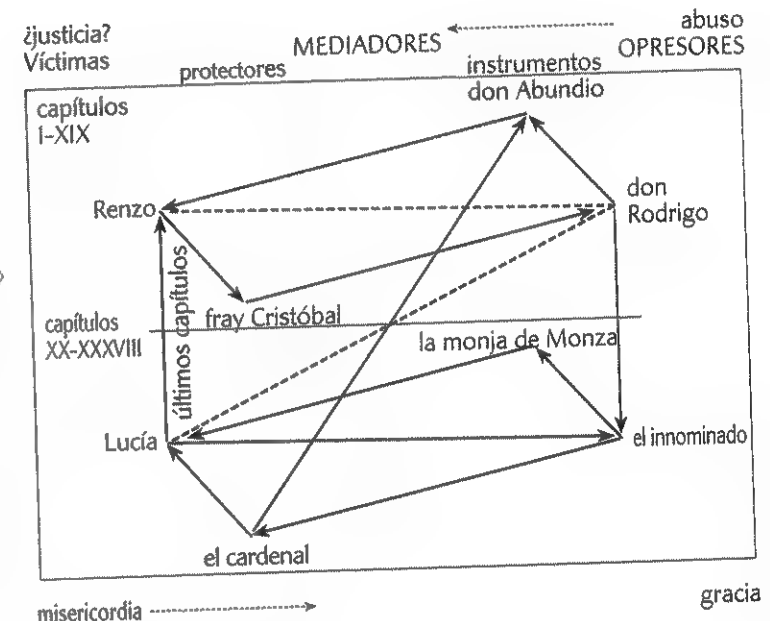 ¿justicia?
Víctimas
protectores
MEDIADORES
instrumentos
abuso
OPRESORES
capítulos
I-XIX
don Abundio
Renzo
don
Rodrigo
fray Cristóbal
últimos capítulos
capítulos
XX-XXXVIII
la monja de Monza
Lucía
el innominado
el cardenal
misericordia
gracia